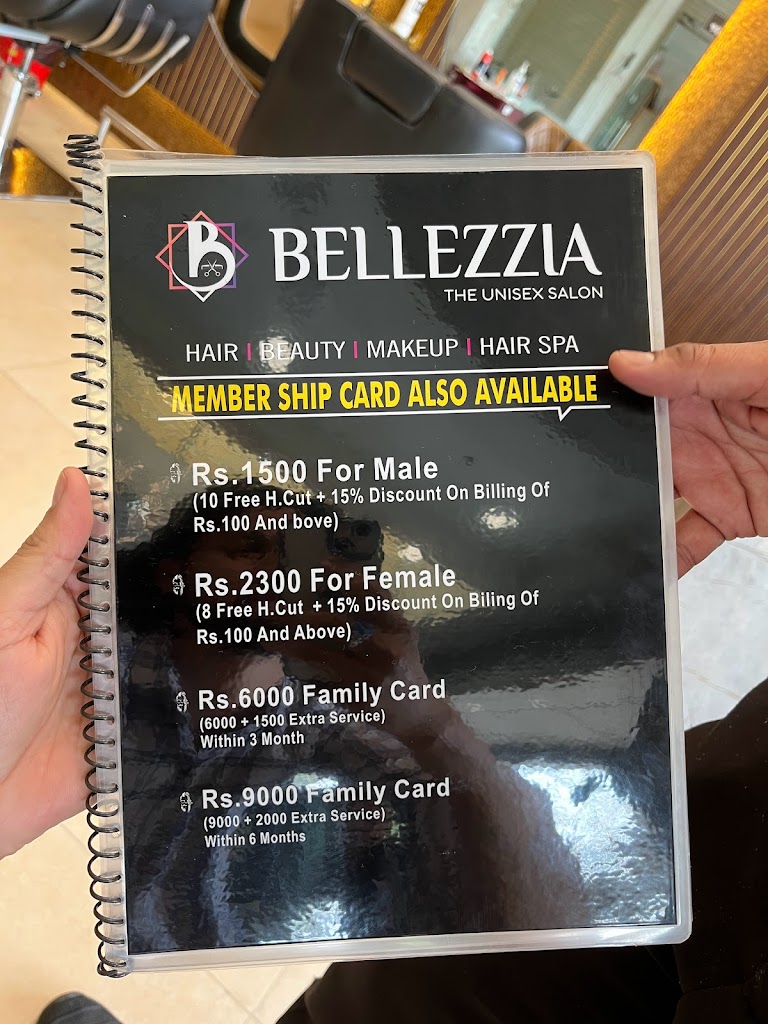 B
BELLEZZIA
THE UNISEX SALON
HAIR | BEAUTY | MAKEUP | HAIR SPA
MEMBER SHIP CARD ALSO AVAILABLE
Rs.1500 For Male
(10 Free H.Cut + 15% Discount On Billing Of
Rs.100 And bove)
Rs.2300 For Female
(8 Free H.Cut + 15% Discount On Biling Of
Rs.100 And Above)
Rs.6000 Family Card
(6000 + 1500 Extra Service)
Within 3 Month
Rs.9000 Family Card
(9000 + 2000 Extra Service)
Within 6 Months